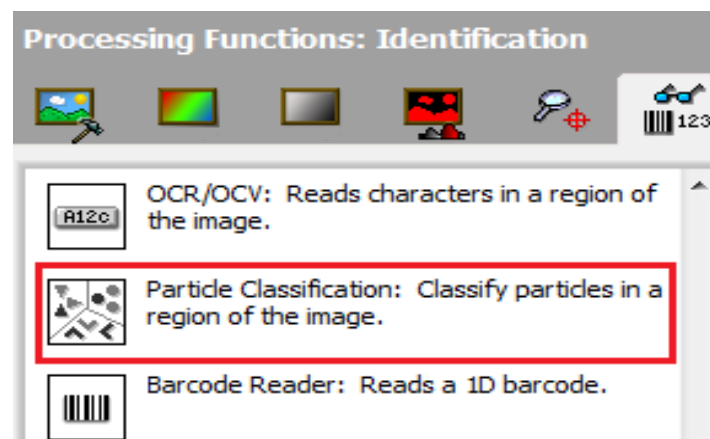 Processing Functions: Identification
123
OCR/OCV: Reads characters in a region of
the image.
A12c
Particle Classification: Classify particles in a
region of the image.
Barcode Reader: Reads a 1D barcode.